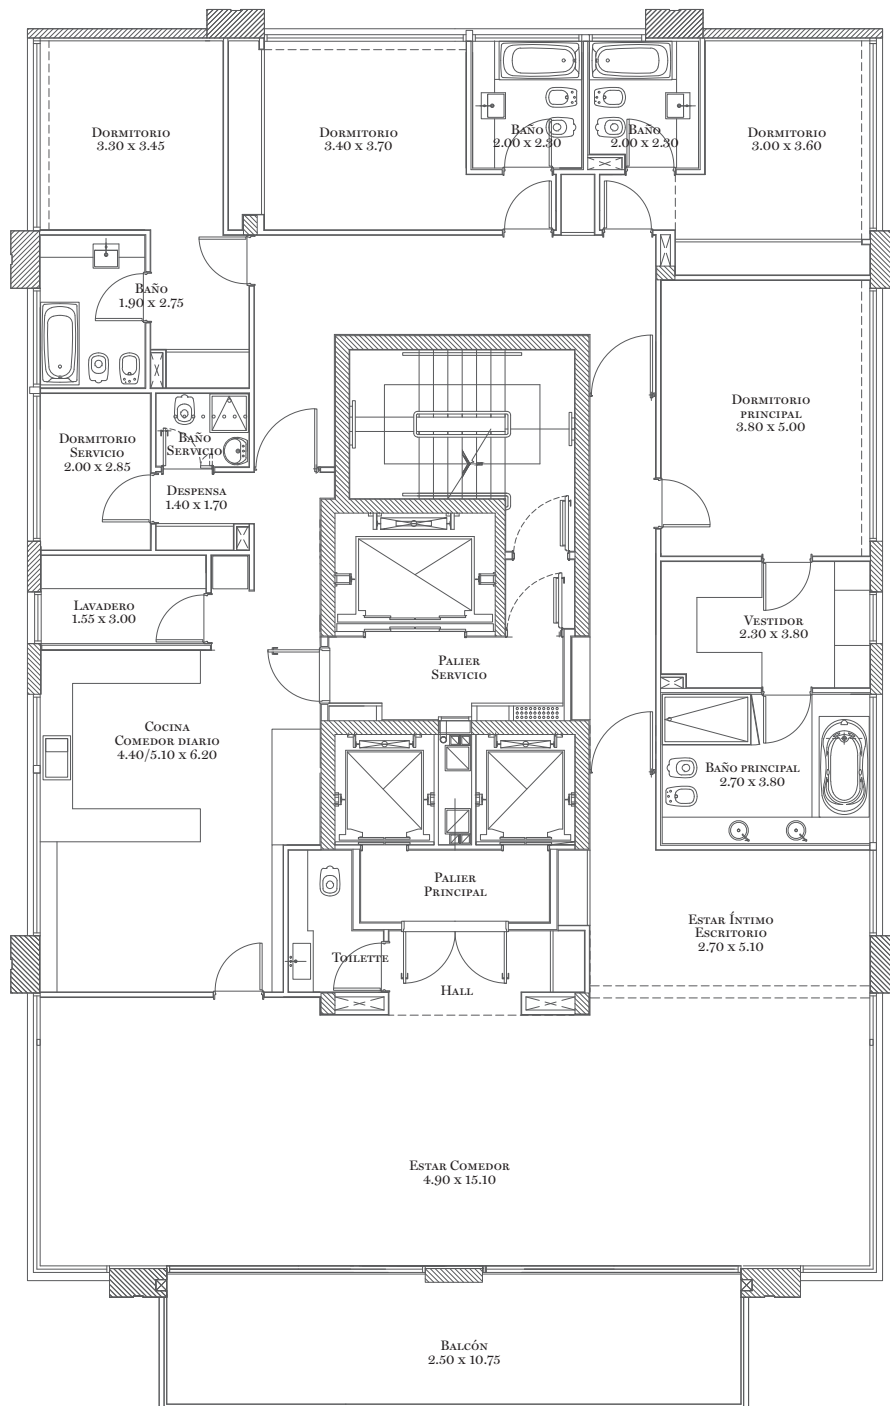 Dormitorio
3.30 x 3.45
Dormitorio
3.40 x 3.70
Baño
2.00 x 2.30
Baño
2.00 x 2.30
Dormitorio
3.00 x 3.60
Baño
1.90 x 2.75
Dormitorio
principal
3.80 x 5.00
Dormitorio
Servicio
2.00 x 2.85
Baño
Servicio
Despensa
1.40 x 1.70
Lavadero
1.55 x 3.00
Vestidor
2.30 x 3.80
Palier
Servicio
Cocina
Comedor diario
4.40/5.10 x 6.20
Baño principal
2.70 x 3.80
Palier
Principal
Estar Íntimo
Escritorio
2.70 x 5.10
Toilette
Hall
Estar Comedor
4.90 x 15.10
Balcón
2.50 x 10.75